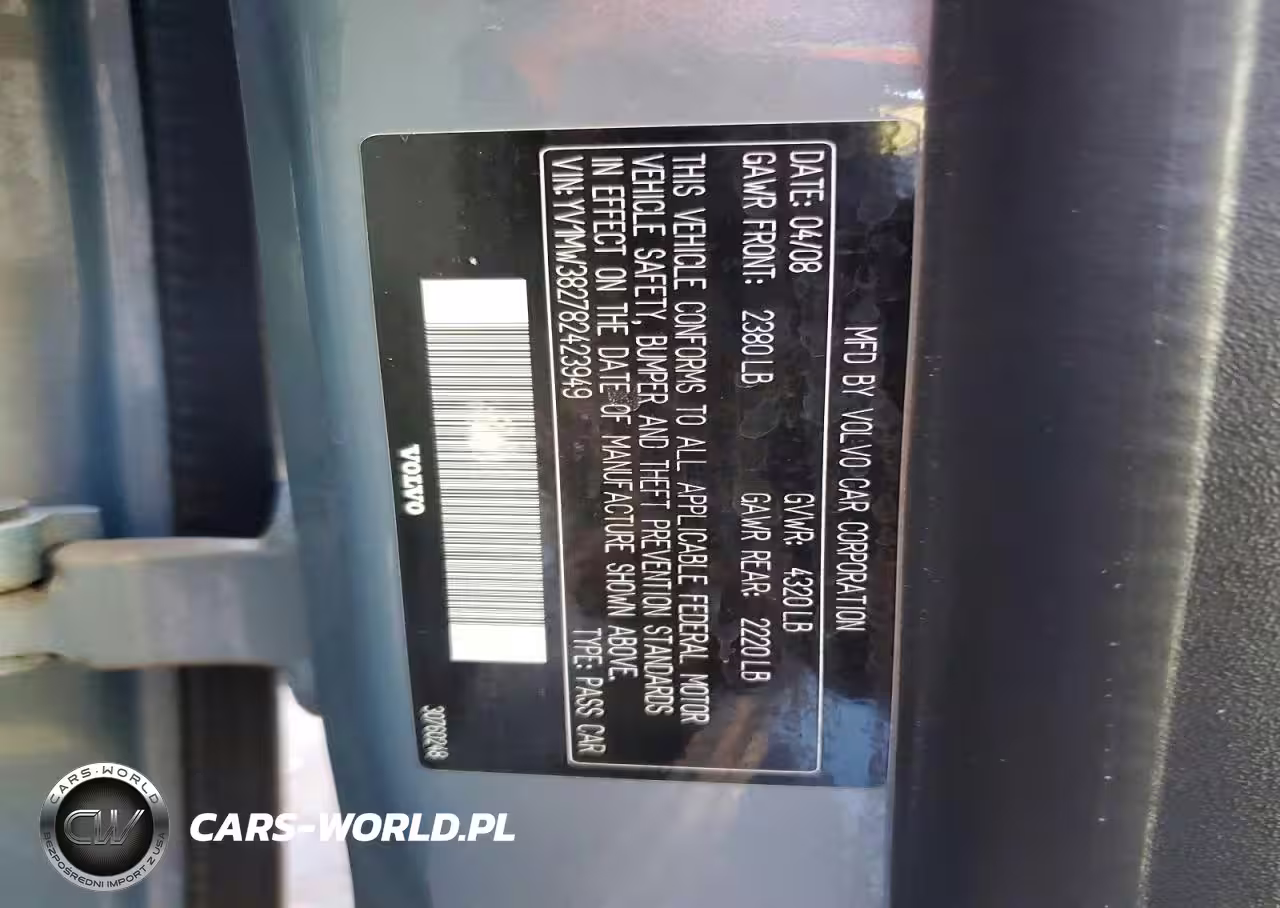 MFD BY VOLVO CAR CORPORATION
DATE: 04/08 GVWR: 4320 LB
GAWR FRONT: 2380 LB GAWR REAR: 2220 LB
THIS VEHICLE CONFORMS TO ALL APPLICABLE FEDERAL MOTOR
VEHICLE SAFETY, BUMPER AND THEFT PREVENTION STANDARDS
IN EFFECT ON THE DATE OF MANUFACTURE SHOWN ABOVE.
VIN: YV1MW382782423949 TYPE: PASS CAR
VOLVO
30763248
CARS-WORLD
CW
BEZPOŚREDNI IMPORT Z USA
CARS-WORLD.PL